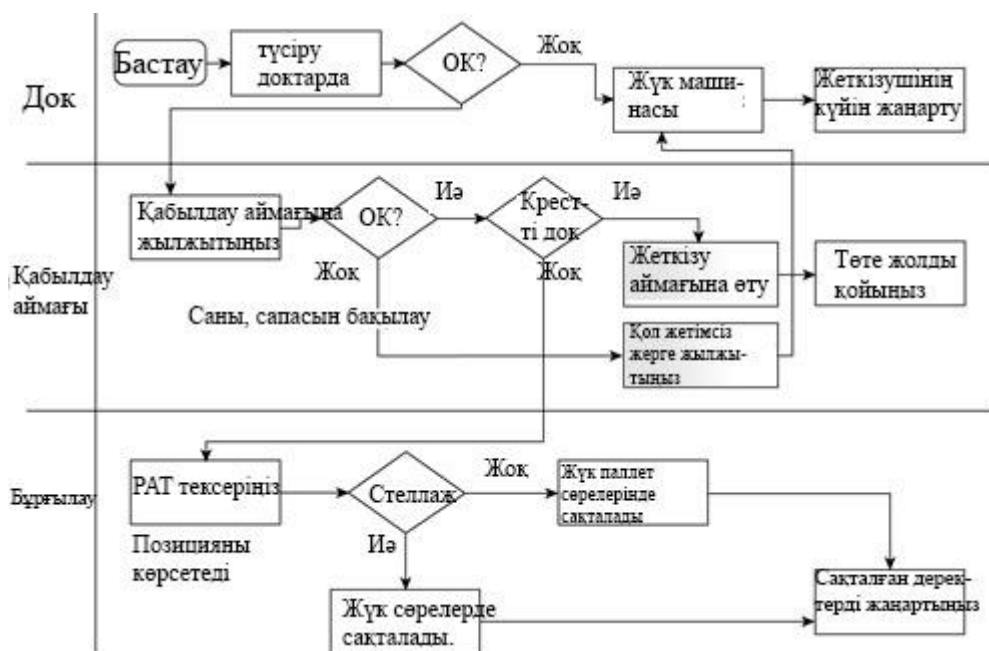 Док
Бастау
түсіру
доктарда
ОК?
Жоқ
Жүк маши-
насы :
Жеткізушінің
күйін жаңарту
Қабылдау
аймағы
Қабылдау аймағына
жылжытыңыз
ОК?
Иә
Крест-
ті док
Иә
Жеткізу
аймағына өту
Төте жолды
қойыңыз
Жоқ
Жоқ
Саны, сапасын бақылау
Қол жетімсіз
жерге жылжы-
тыңыз
Бұрғылау
РАТ тексеріңіз
Позицияны
көрсетеді
Стеллаж
Жоқ
Жүк паллет
сөрелерінде
сақталады
Иә
Жүк сөрелерде
сақталады.
Сақталған дерек-
терді жаңартыңыз